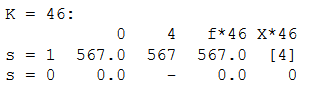 K = 46:
0 4 f*46 X*46
s = 1 567.0 567 567.0 [4]
s = 0 0.0 - 0.0 0